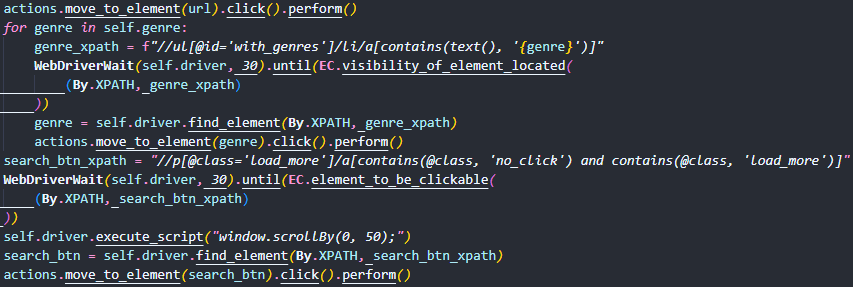 actions.move_to_element(url).click().perform()
for genre in self.genre:
    genre_xpath = f"//ul[@id='with_genres']/li/a[contains(text(), '{genre}')]"
    WebDriverWait(self.driver, 30).until(EC.visibility_of_element_located(
        (By.XPATH, genre_xpath)
    ))
    genre = self.driver.find_element(By.XPATH, genre_xpath)
    actions.move_to_element(genre).click().perform()
search_btn_xpath = "//p[@class='load_more']/a[contains(@class, 'no_click') and contains(@class, 'load_more')]"
WebDriverWait(self.driver, 30).until(EC.element_to_be_clickable(
    (By.XPATH, search_btn_xpath)
))
self.driver.execute_script("window.scrollBy(0, 50);")
search_btn = self.driver.find_element(By.XPATH, search_btn_xpath)
actions.move_to_element(search_btn).click().perform()